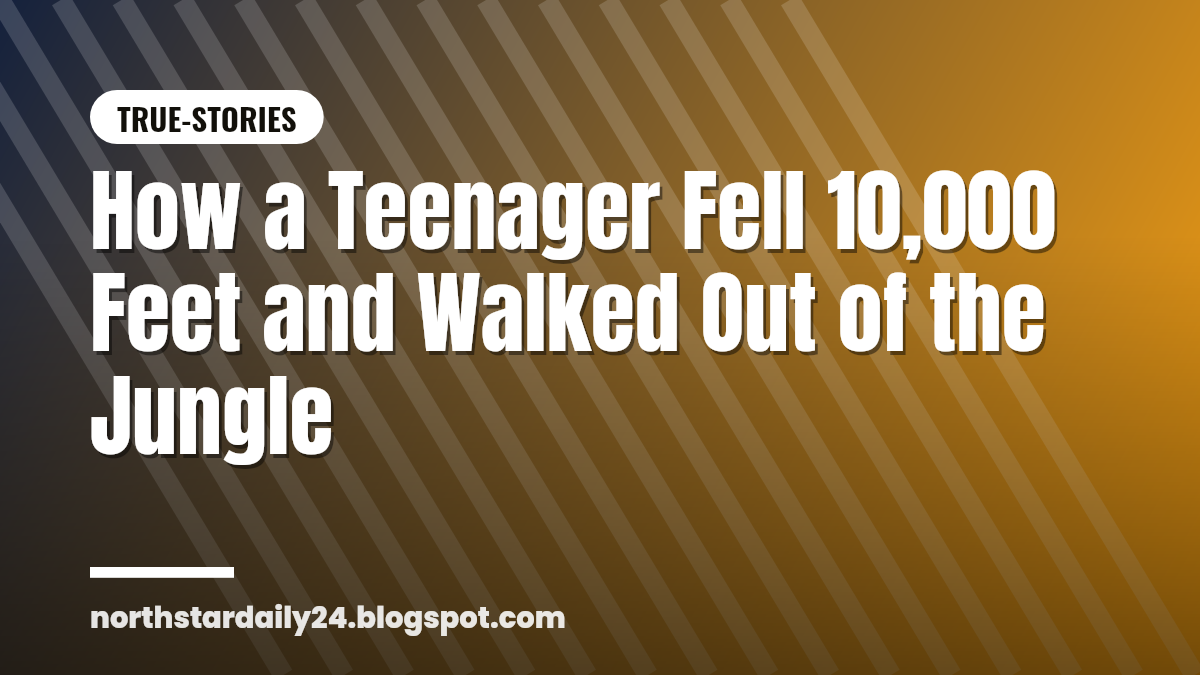 TRUE-STORIES
How a Teenager Fell 10,000
Feet and Walked Out of the
Jungle
northstardaily24.blogspot.com